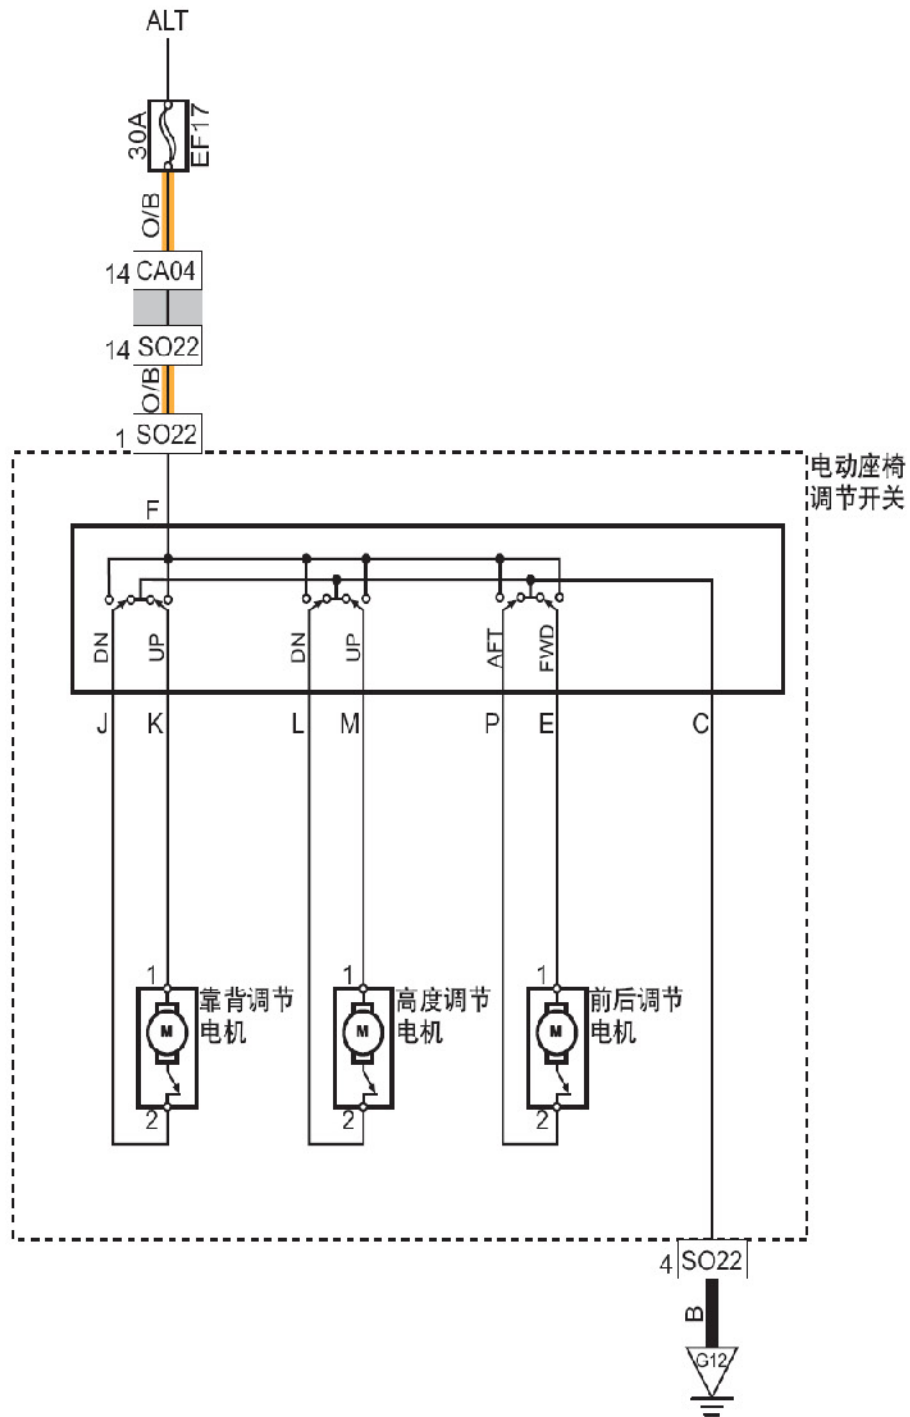 ALT
30A
EF17
O/B
14 CA04
14 SO22
O/B
1 SO22
电动座椅
调节开关
F
DN UP DN UP AFT FWD
J K L M P E C
1 1 1
靠背调节 高度调节 前后调节
M M M
电机 电机 电机
2 2 2
4 SO22
B
G12